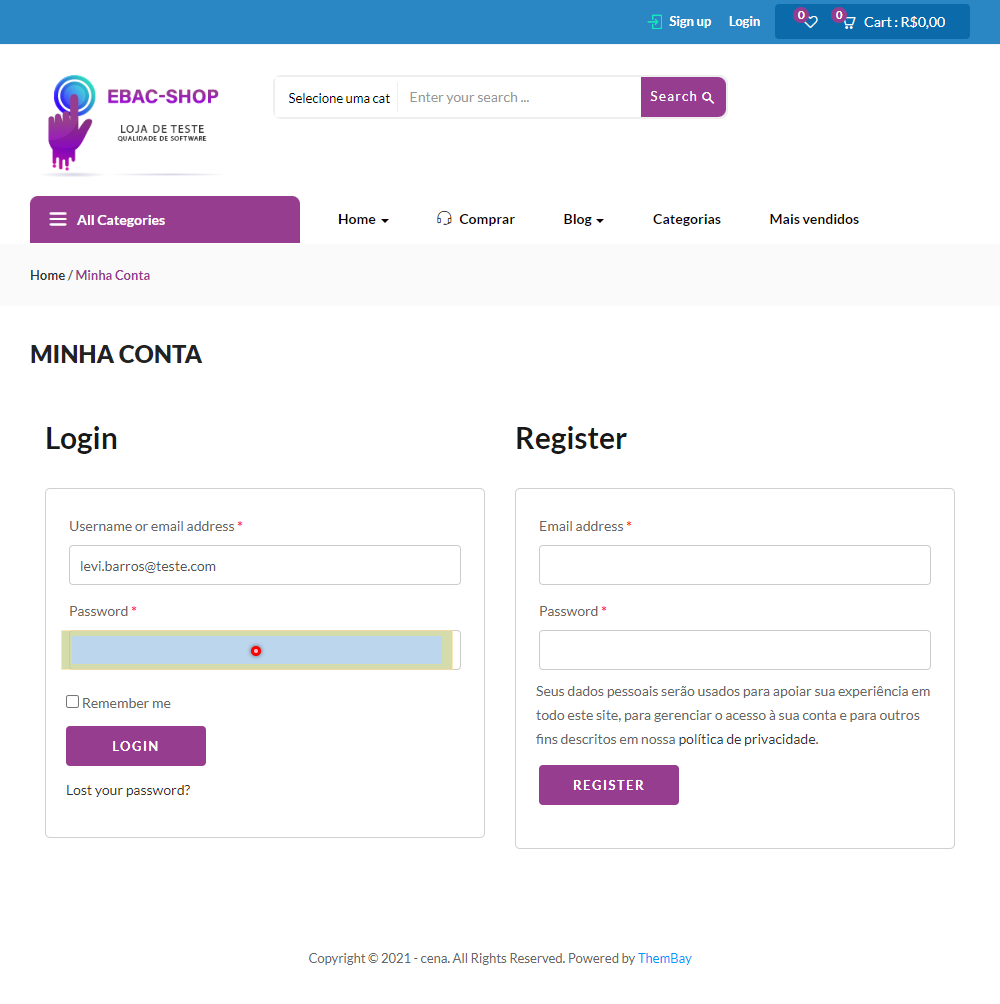 Sign up Login 0 0 Cart : R$0,00
EBAC-SHOP
LOJA DE TESTE
QUALIDADE DE SOFTWARE
Selecione uma cat Enter your search ... Search
All Categories Home Comprar Blog Categorias Mais vendidos
Home / Minha Conta
MINHA CONTA
Login
Username or email address *
levi.barros@teste.com
Password *
Remember me
LOGIN
Lost your password?
Register
Email address *
Password *
Seus dados pessoais serão usados para apoiar sua experiência em
todo este site, para gerenciar o acesso à sua conta e para outros
fins descritos em nossa política de privacidade.
REGISTER
Copyright © 2021 - cena. All Rights Reserved. Powered by ThemBay